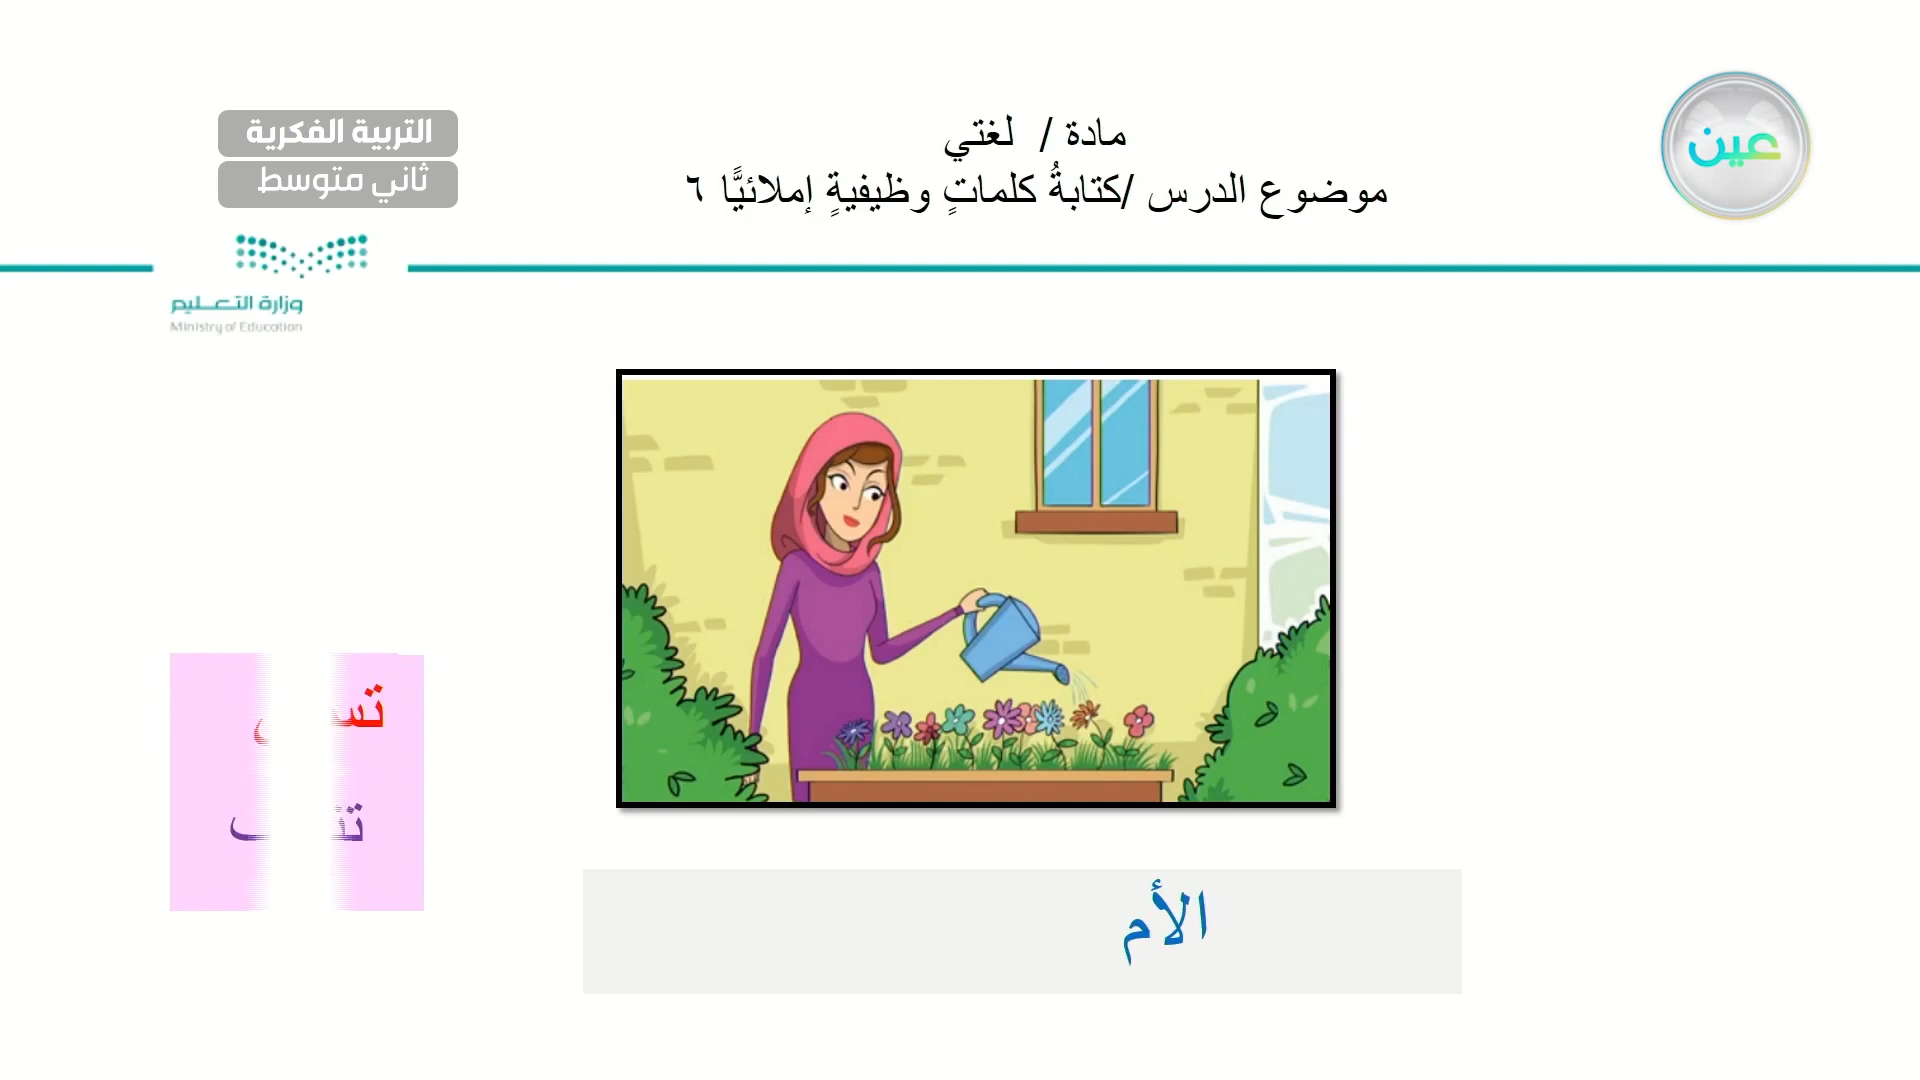 التربية الفكرية
ثاني متوسط
مادة / لغتي
موضوع الدرس /كتابةُ كلماتٍ وظيفيةٍ إملائيًّا ٦
عين
وزارة التعليم
Ministry of Education
الأم